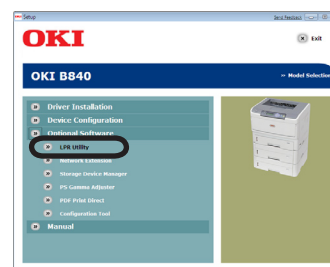 Setup
Send Feedback
OKI
Exit
OKI B840
» Model Selection
Driver Installation
Device Configuration
Optional Software
LPR Utility
Network Extension
Storage Device Manager
PS Gamma Adjuster
PDF Print Direct
Configuration Tool
Manual